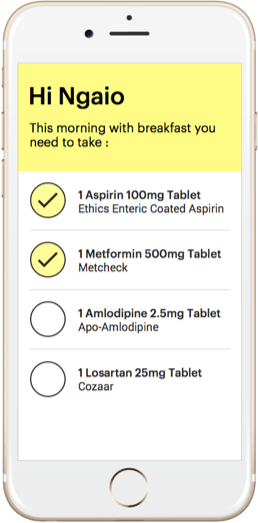 Hi Ngaio
This morning with breakfast you
need to take :
1 Aspirin 100mg Tablet
Ethics Enteric Coated Aspirin
1 Metformin 500mg Tablet
Metcheck
1 Amlodipine 2.5mg Tablet
Apo-Amlodipine
1 Losartan 25mg Tablet
Cozaar